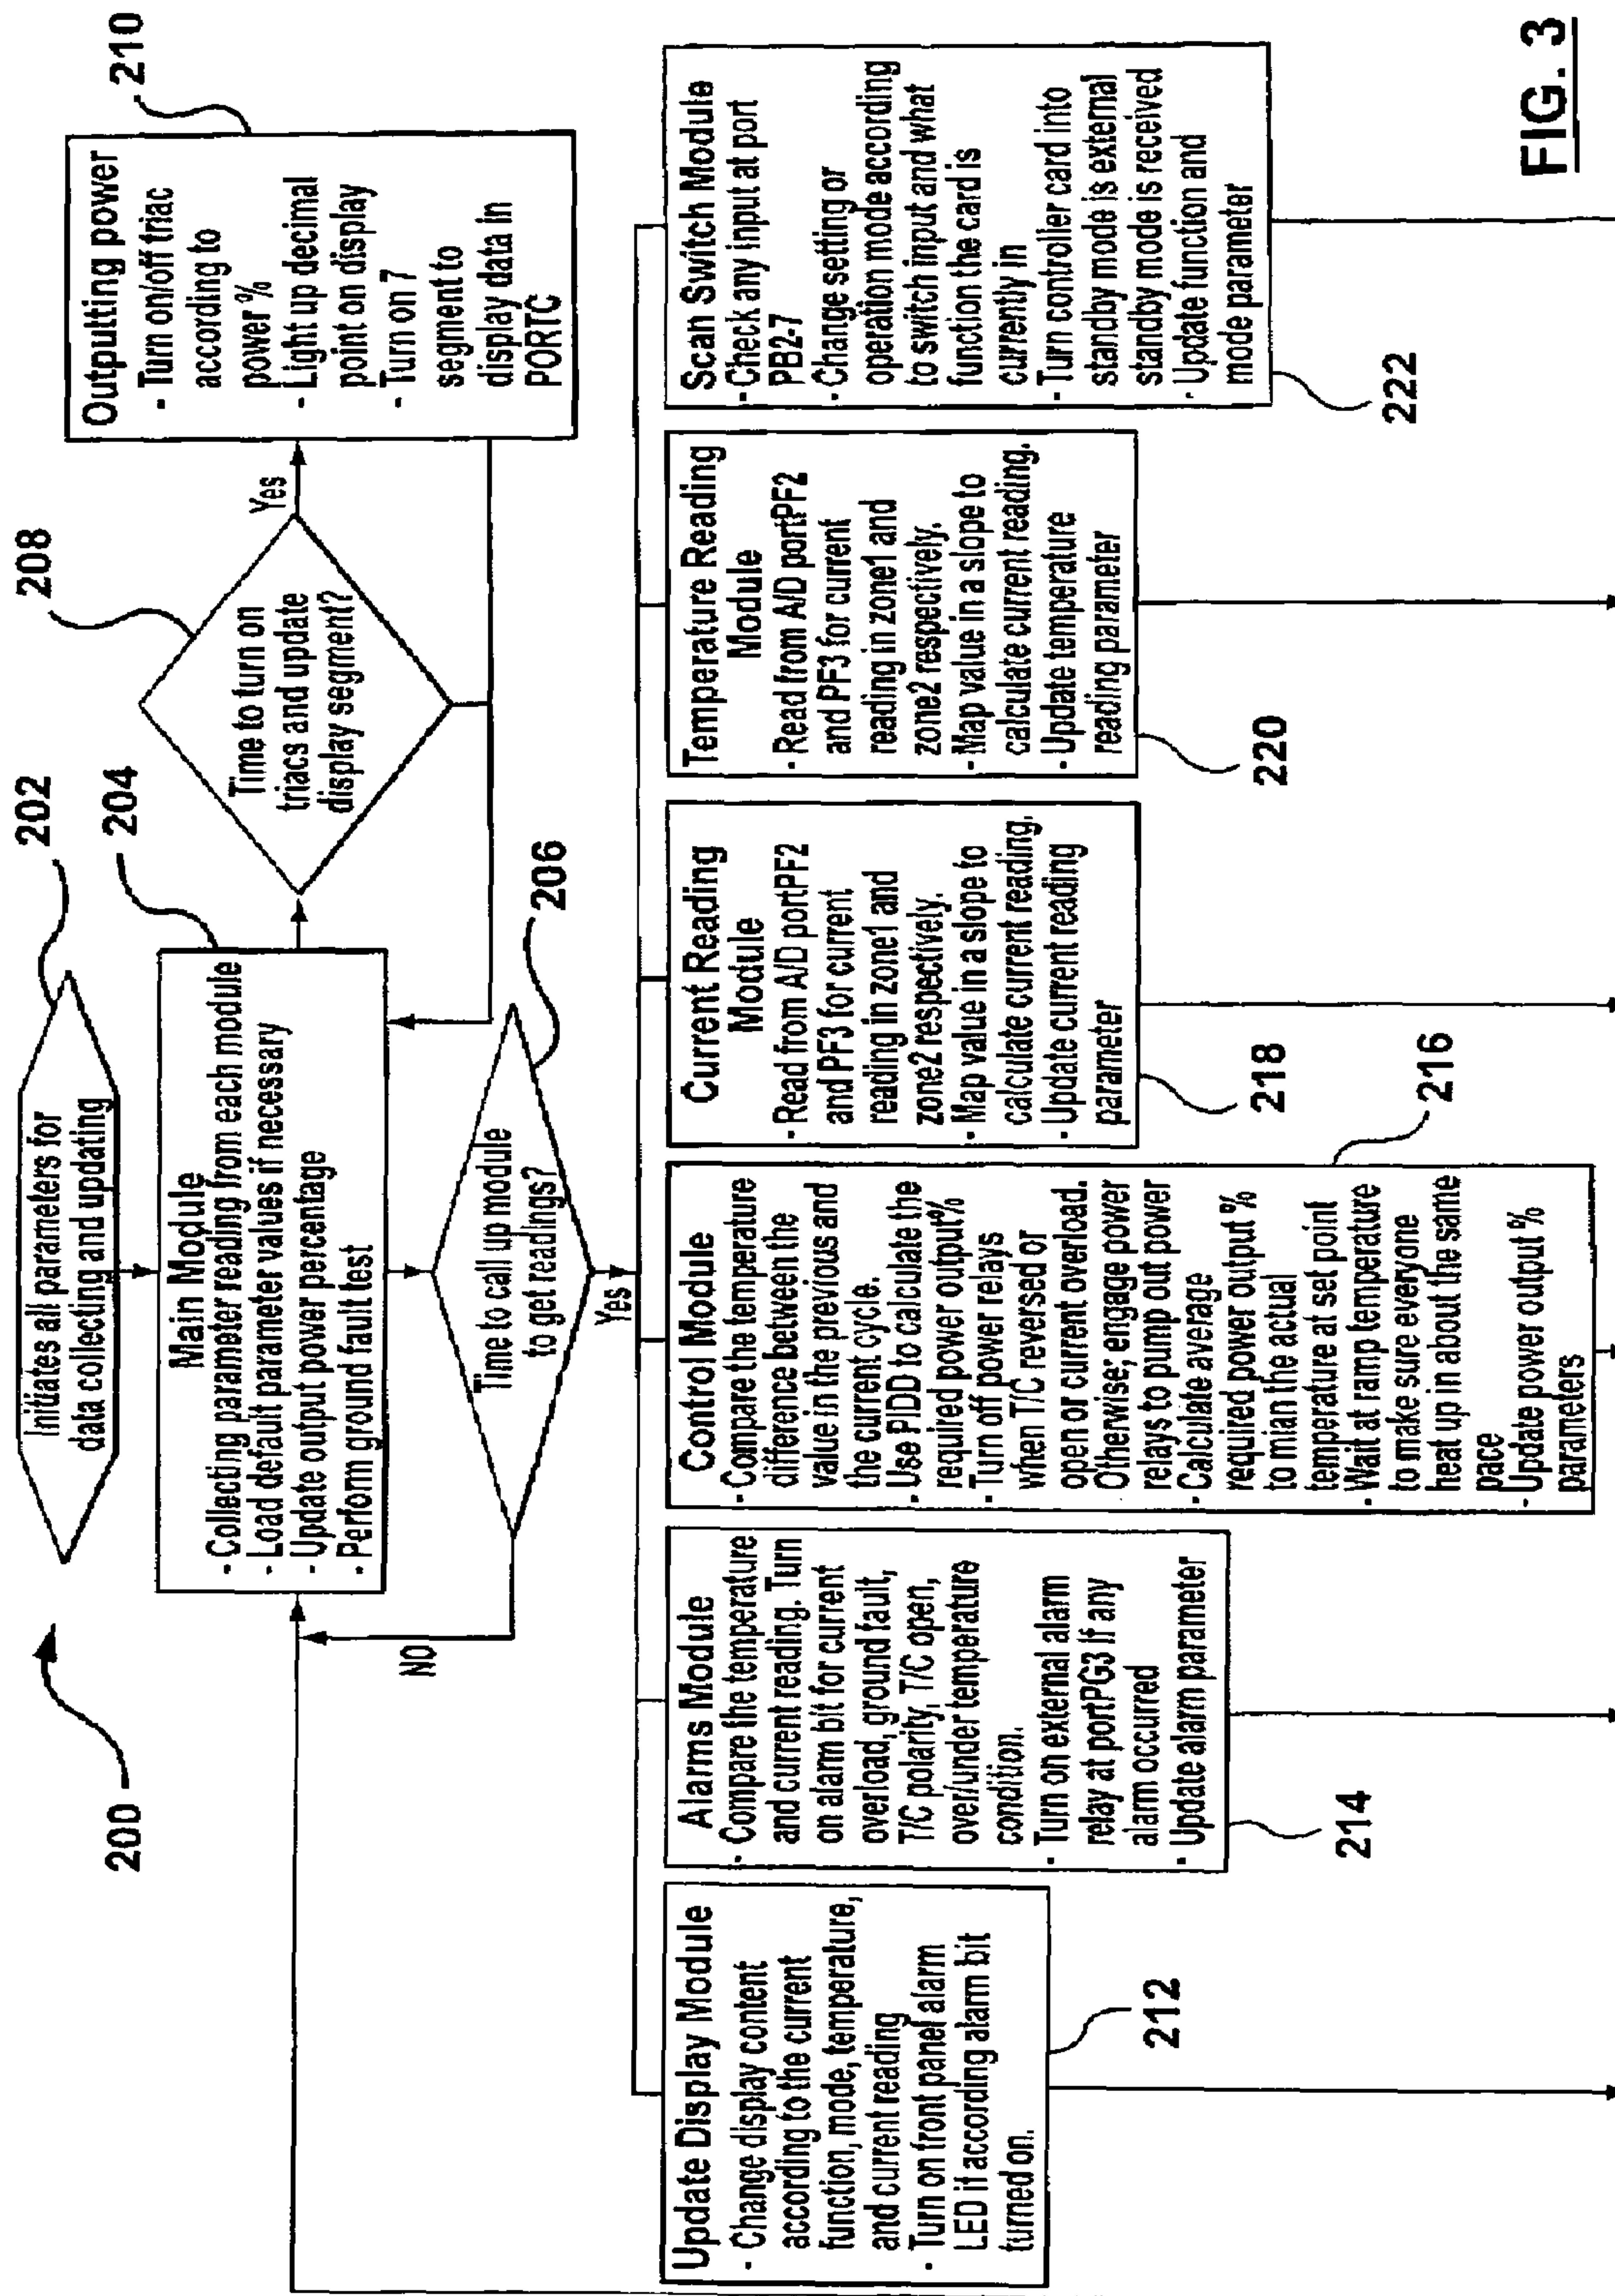 200
202
Initiates all parameters for
data collecting and updating
204
Main Module
- Collecting parameter reading from each module
- Load default parameter values if necessary
- Update output power percentage
- Perform ground fault test
208
Time to turn on
triacs and update
display segment?
Yes
210
Outputting power
- Turn on/off triac
according to
power %
- Light up decimal
point on display
- Turn on 7
segment to
display data in
PORTC
206
Time to call up module
to get readings?
NO
Yes
Update Display Module
- Change display content
according to the current
function, mode, temperature,
and current reading
- Turn on front panel alarm
LED if according alarm bit
turned on.
212
Alarms Module
- Compare the temperature
and current reading. Turn
on alarm bit for current
overload, ground fault,
T/C polarity, T/C open,
over/under temperature
condition.
- Turn on external alarm
relay at portPG3 if any
alarm occurred
- Update alarm parameter
214
Control Module
- Compare the temperature
difference between the
value in the previous and
the current cycle.
- Use PIDD to calculate the
required power output%
- Turn off power relays
when T/C reversed or
open or current overload.
Otherwise; engage power
relays to pump out power
- Calculate average
required power output %
to mian the actual
temperature at set point
- Wait at ramp temperature
to make sure everyone
heat up in about the same
pace
- Update power output %
parameters
216
Current Reading
Module
- Read from A/D portPF2
and PF3 for current
reading in zone1 and
zone2 respectively.
- Map value in a slope to
calculate current reading.
- Update current reading
parameter
218
Temperature Reading
Module
- Read from A/D portPF2
and PF3 for current
reading in zone1 and
zone2 respectively.
- Map value in a slope to
calculate current reading.
- Update temperature
reading parameter
220
Scan Switch Module
- Check any input at port
PB2-7
- Change setting or
operation mode according
to switch input and what
function the card is
currently in
- Turn controller card into
standby mode is external
standby mode is received
- Update function and
mode parameter
222
FIG. 3